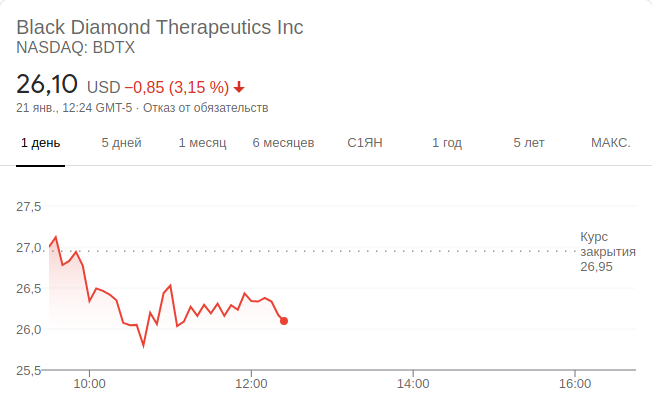 Black Diamond Therapeutics Inc
NASDAQ: BDTX
26,10 USD −0,85 (3,15 %)
21 янв., 12:24 GMT-5 · Отказ от обязательств
1 день 5 дней 1 месяц 6 месяцев С1ЯН 1 год 5 лет МАКС.
27,5
27,0
26,5
26,0
25,5
Курс
закрытия
26,95
10:00 12:00 14:00 16:00